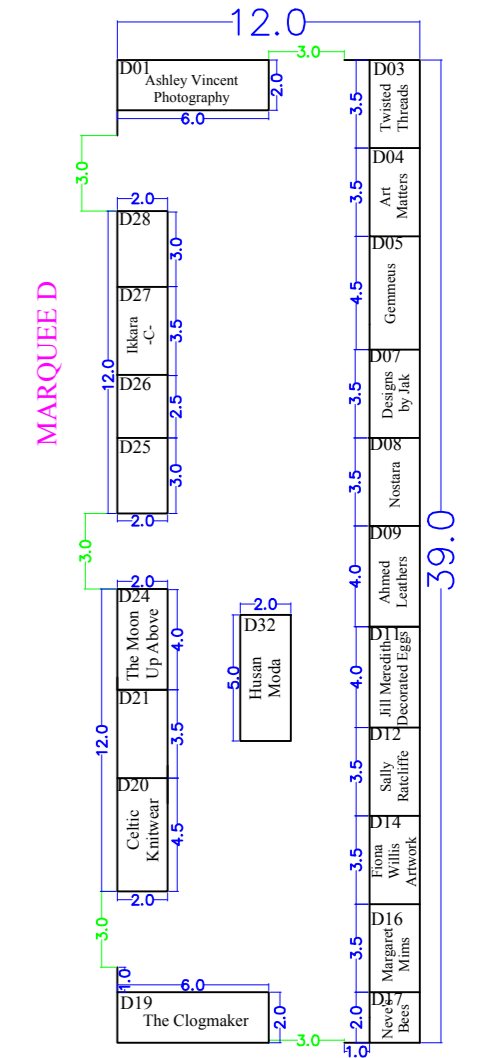 12.0
3.0
D01
Ashley Vincent
Photography
2.0
6.0
3.0
MARQUEE D
2.0
D28
3.0
D27
Ikkara
-C-
3.5
12.0
D26
2.5
D25
3.0
2.0
3.0
2.0
D24
The Moon
Up Above
4.0
D21
3.5
12.0
D20
Celtic
Knitwear
4.5
2.0
3.0
2.0
D32
Husan
Moda
5.0
1.0
6.0
D19
The Clogmaker
2.0
3.0
D03
Twisted
Threads
3.5
D04
Art
Matters
3.5
D05
Gemmeus
4.5
D07
Designs
by Jak
3.5
D08
Nostara
3.5
D09
Ahmed
Leathers
4.0
D11
Jill Meredith
Decorated Eggs
4.0
D12
Sally
Ratcliffe
3.5
D14
Fiona
Willis
Artwork
3.5
D16
Margaret
Mims
3.5
D17
Neve's
Bees
2.0
1.0
39.0